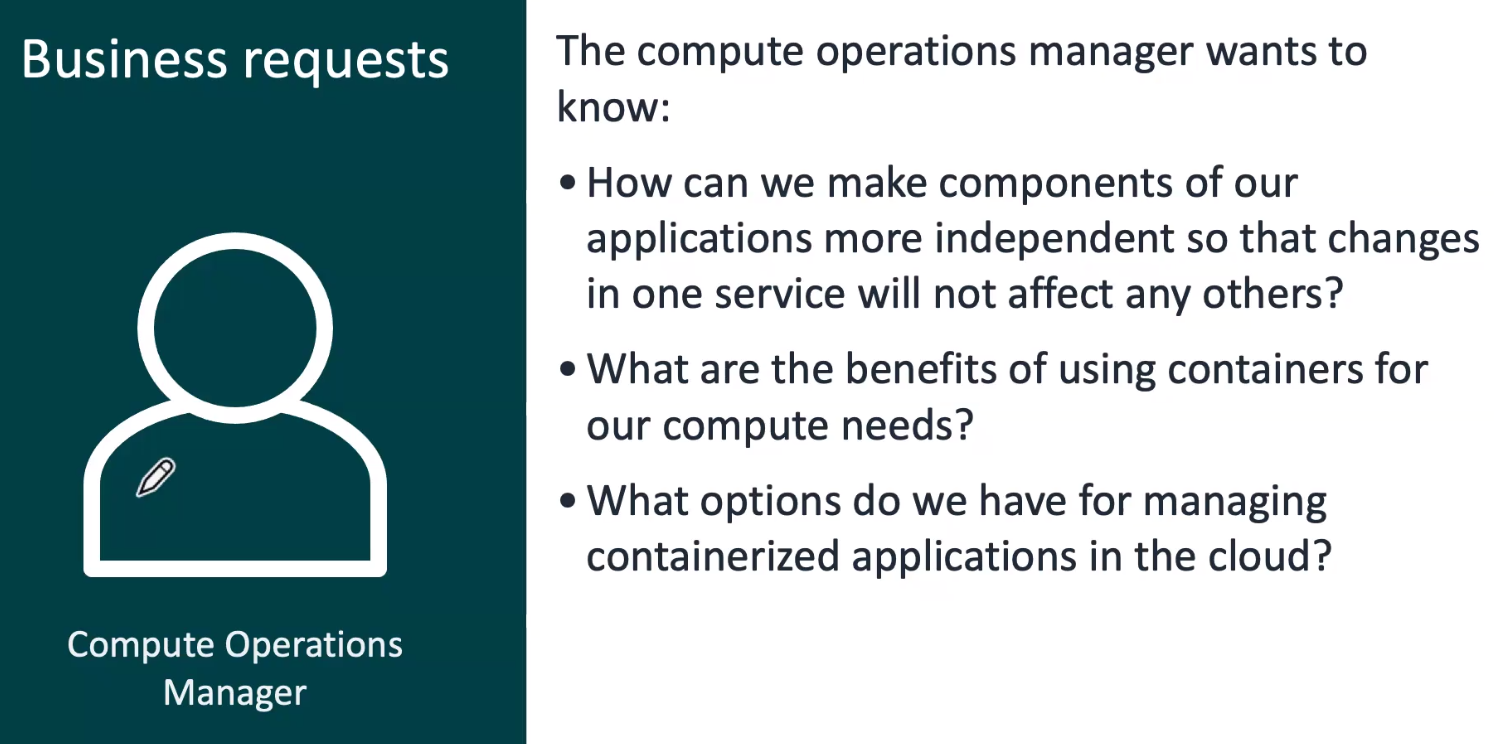 Business requests
The compute operations manager wants to
know:
• How can we make components of our
applications more independent so that changes
in one service will not affect any others?
• What are the benefits of using containers for
our compute needs?
• What options do we have for managing
containerized applications in the cloud?
Compute Operations
Manager